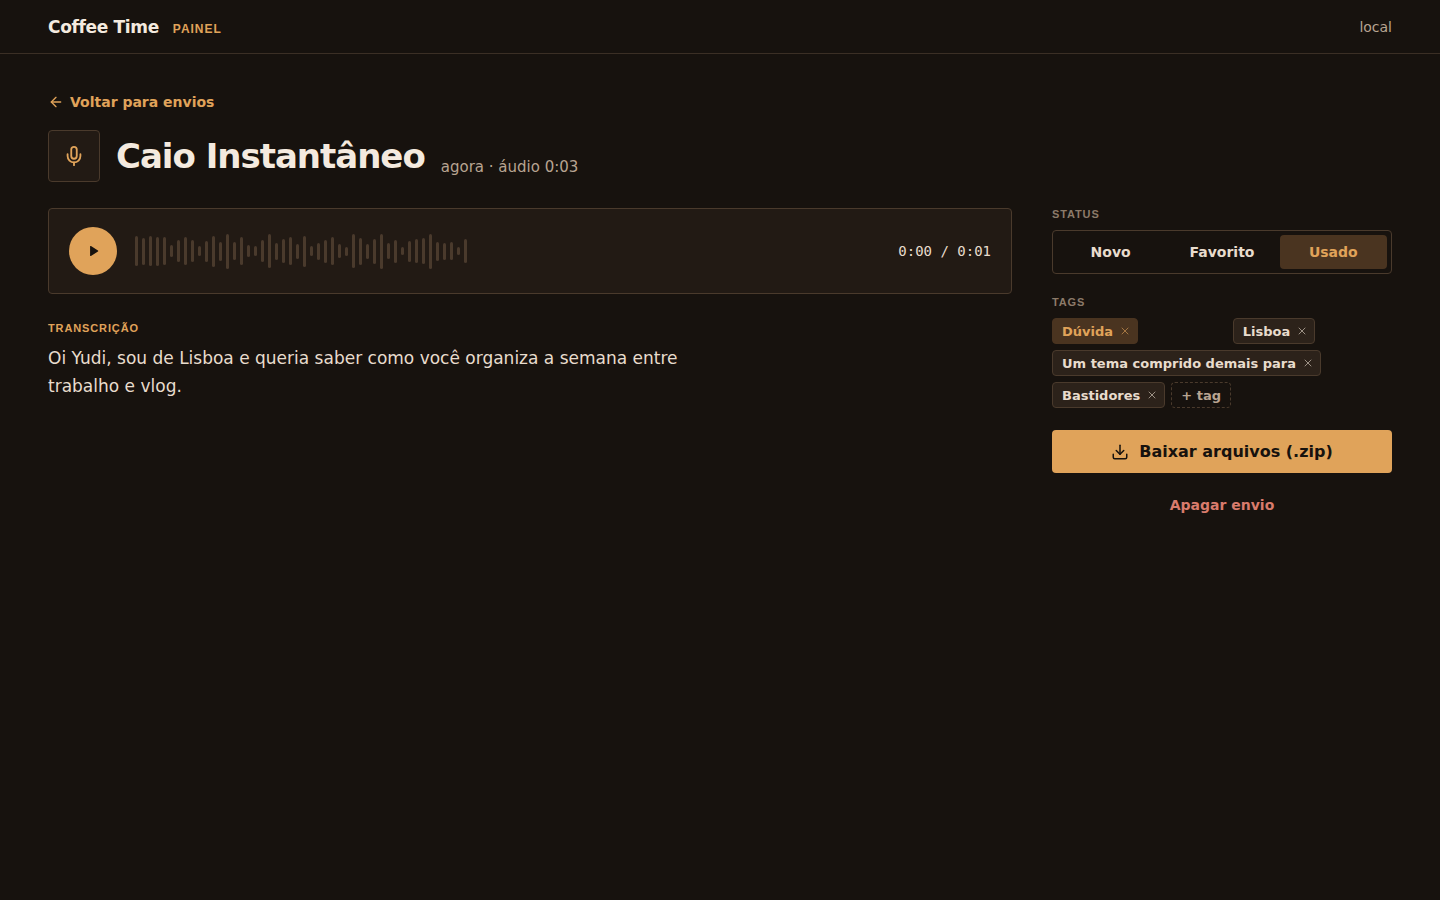 Coffee Time PAINEL
local
Voltar para envios
Caio Instantâneo
agora · áudio 0:03
0:00 / 0:01
TRANSCRIÇÃO
Oi Yudi, sou de Lisboa e queria saber como você organiza a semana entre
trabalho e vlog.
STATUS
Novo Favorito Usado
TAGS
Dúvida Lisboa
Um tema comprido demais para
Bastidores + tag
Baixar arquivos (.zip)
Apagar envio